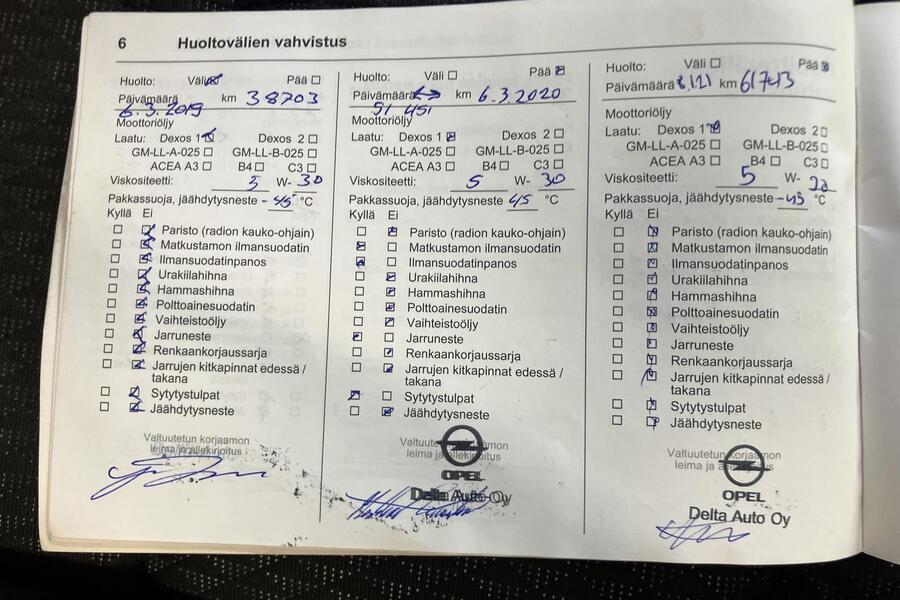 6 Huoltovälien vahvistus
Huolto: Väli Pää
Päivämäärä km 38703
6.3.2019
Moottoriöljy
Laatu: Dexos 1 Dexos 2
GM-LL-A-025 GM-LL-B-025
ACEA A3 B4 C3
Viskositeetti: 5 W- 30
Pakkassuoja, jäähdytysneste -45 °C
Kyllä Ei
Paristo (radion kauko-ohjain)
Matkustamon ilmansuodatin
Ilmansuodatinpanos
Urakiilahihna
Hammashihna
Polttoainesuodatin
Vaihteistoöljy
Jarruneste
Renkaankorjaussarja
Jarrujen kitkapinnat edessä /
takana
Sytytystulpat
Jäähdytysneste
Valtuutetun korjaamon
leima ja allekirjoitus
Huolto: Väli Pää
Päivämäärä km 6.3.2020
51 451
Moottoriöljy
Laatu: Dexos 1 Dexos 2
GM-LL-A-025 GM-LL-B-025
ACEA A3 B4 C3
Viskositeetti: 5 W- 30
Pakkassuoja, jäähdytysneste 45 °C
Kyllä Ei
Paristo (radion kauko-ohjain)
Matkustamon ilmansuodatin
Ilmansuodatinpanos
Urakiilahihna
Hammashihna
Polttoainesuodatin
Vaihteistoöljy
Jarruneste
Renkaankorjaussarja
Jarrujen kitkapinnat edessä /
takana
Sytytystulpat
Jäähdytysneste
Valtuutetun korjaamon
leima ja allekirjoitus
OPEL
Delta Auto Oy
Huolto: Väli Pää
Päivämäärä km 61743
Moottoriöljy
Laatu: Dexos 1 Dexos 2
GM-LL-A-025 GM-LL-B-025
ACEA A3 B4 C3
Viskositeetti: 5 W-
Pakkassuoja, jäähdytysneste -43 °C
Kyllä Ei
Paristo (radion kauko-ohjain)
Matkustamon ilmansuodatin
Ilmansuodatinpanos
Urakiilahihna
Hammashihna
Polttoainesuodatin
Vaihteistoöljy
Jarruneste
Renkaankorjaussarja
Jarrujen kitkapinnat edessä /
takana
Sytytystulpat
Jäähdytysneste
Valtuutetun korjaamon
leima ja allekirjoitus
OPEL
Delta Auto Oy